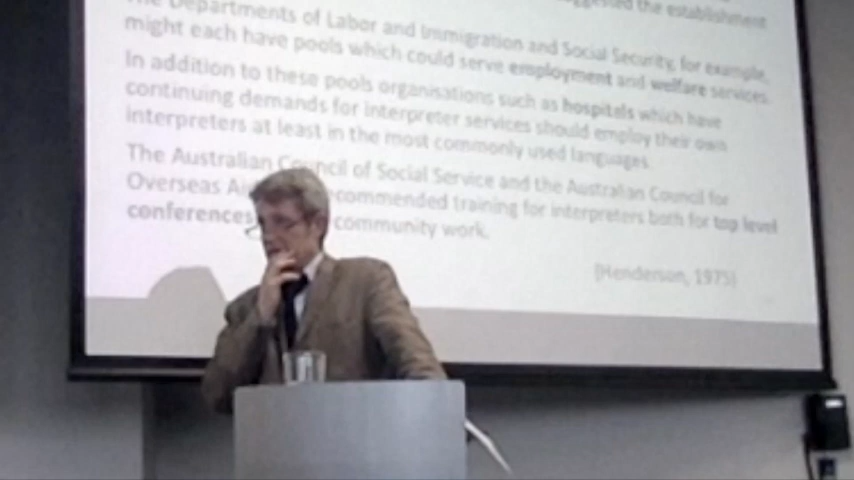 the establishment
The Departments of Labor and Immigration and Social Security, for example,
might each have pools which could serve employment and welfare services.
In addition to these pools organisations such as hospitals which have
continuing demands for interpreter services should employ their own
interpreters at least in the most commonly used languages.
The Australian Council of Social Service and the Australian Council for
Overseas commended training for interpreters both for top level
conferences community work.
(Henderson, 1975)